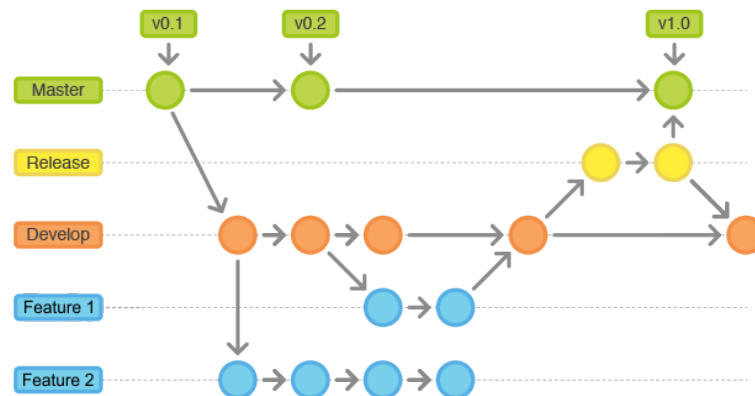 v0.1
v0.2
v1.0
Master
Release
Develop
Feature 1
Feature 2